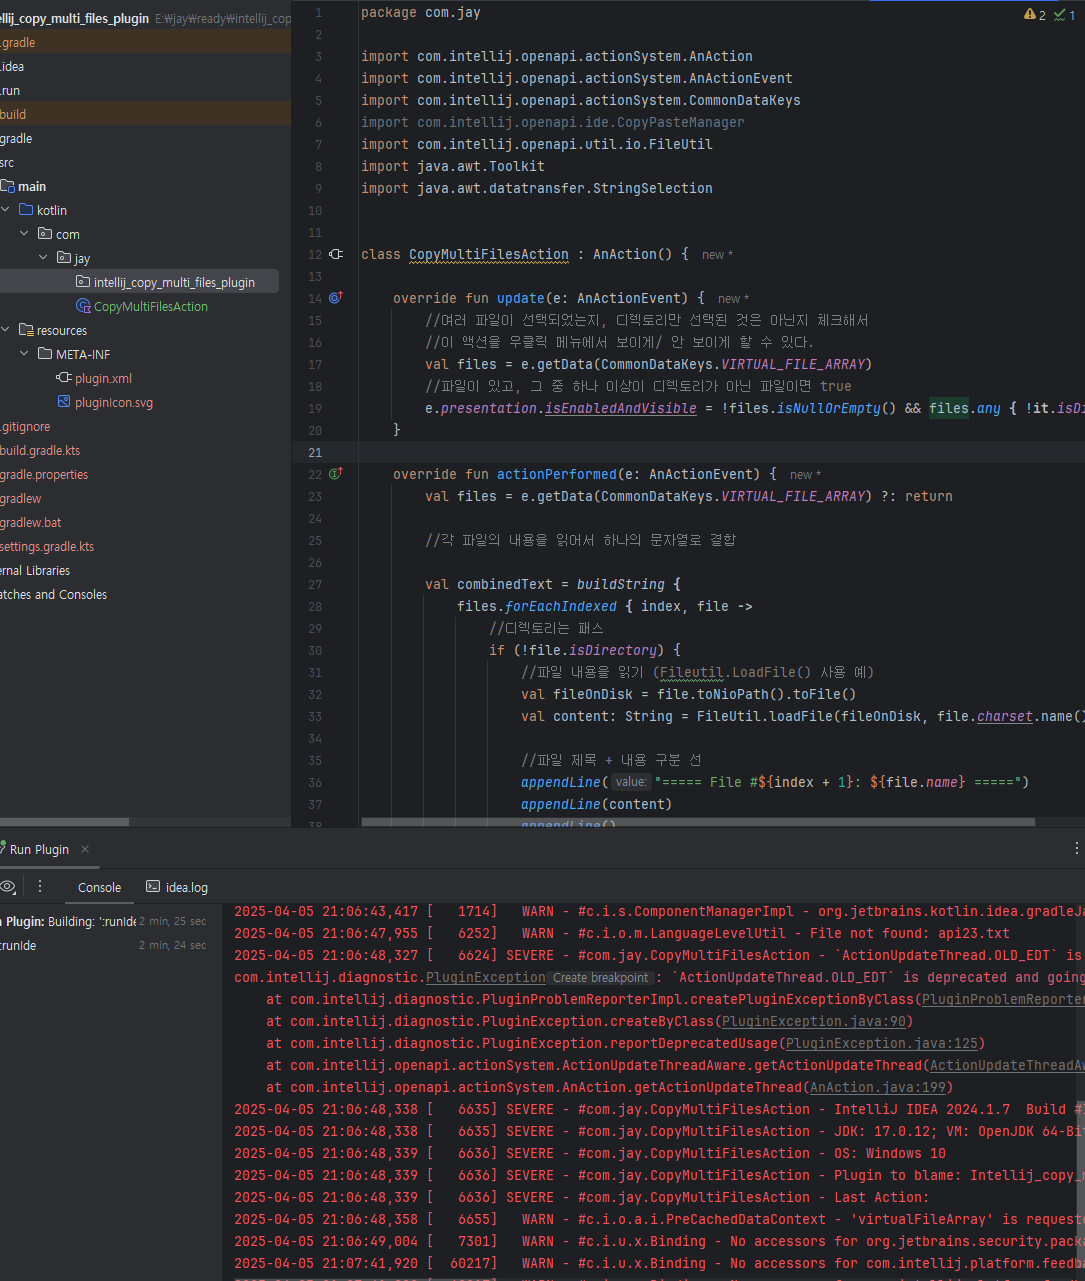 ellij_copy_multi_files_plugin E:₩jay₩ready₩intellij_cop
.gradle
.idea
.run
build
gradle
src
main
kotlin
com
jay
intellij_copy_multi_files_plugin
CopyMultiFilesAction
resources
META-INF
plugin.xml
pluginIcon.svg
.gitignore
build.gradle.kts
gradle.properties
gradlew
gradlew.bat
settings.gradle.kts
ernal Libraries
atches and Consoles
2 1
1 package com.jay
2
3 import com.intellij.openapi.actionSystem.AnAction
4 import com.intellij.openapi.actionSystem.AnActionEvent
5 import com.intellij.openapi.actionSystem.CommonDataKeys
6 import com.intellij.openapi.ide.CopyPasteManager
7 import com.intellij.openapi.util.io.FileUtil
8 import java.awt.Toolkit
9 import java.awt.datatransfer.StringSelection
10
11
12 class CopyMultiFilesAction : AnAction() { new *
13
14 override fun update(e: AnActionEvent) { new *
15 //여러 파일이 선택되었는지, 디렉토리만 선택된 것은 아닌지 체크해서
16 //이 액션을 우클릭 메뉴에서 보이게/ 안 보이게 할 수 있다.
17 val files = e.getData(CommonDataKeys.VIRTUAL_FILE_ARRAY)
18 //파일이 있고, 그 중 하나 이상이 디렉토리가 아닌 파일이면 true
19 e.presentation.isEnabledAndVisible = !files.isNullOrEmpty() && files.any { !it.isDi
20 }
21
22 override fun actionPerformed(e: AnActionEvent) { new *
23 val files = e.getData(CommonDataKeys.VIRTUAL_FILE_ARRAY) ?: return
24
25 //각 파일의 내용을 읽어서 하나의 문자열로 결합
26
27 val combinedText = buildString {
28 files.forEachIndexed { index, file ->
29 //디렉토리는 패스
30 if (!file.isDirectory) {
31 //파일 내용을 읽기 (Fileutil.LoadFile() 사용 예)
32 val fileOnDisk = file.toNioPath().toFile()
33 val content: String = FileUtil.loadFile(fileOnDisk, file.charset.name()
34
35 //파일 제목 + 내용 구분 선
36 appendLine( value: "===== File #${index + 1}: ${file.name} =====")
37 appendLine(content)
38 appendLine()
Run Plugin
Console idea.log
n Plugin: Building: ':runIde 2 min, 25 sec
:runIde 2 min, 24 sec
2025-04-05 21:06:43,417 [ 1714] WARN - #c.i.s.ComponentManagerImpl - org.jetbrains.kotlin.idea.gradleJa
2025-04-05 21:06:47,955 [ 6252] WARN - #c.i.o.m.LanguageLevelUtil - File not found: api23.txt
2025-04-05 21:06:48,327 [ 6624] SEVERE - #com.jay.CopyMultiFilesAction - `ActionUpdateThread.OLD_EDT` is
com.intellij.diagnostic.PluginException Create breakpoint : `ActionUpdateThread.OLD_EDT` is deprecated and going
at com.intellij.diagnostic.PluginProblemReporterImpl.createPluginExceptionByClass(PluginProblemReporter
at com.intellij.diagnostic.PluginException.createByClass(PluginException.java:90)
at com.intellij.diagnostic.PluginException.reportDeprecatedUsage(PluginException.java:125)
at com.intellij.openapi.actionSystem.ActionUpdateThreadAware.getActionUpdateThread(ActionUpdateThreadAw
at com.intellij.openapi.actionSystem.AnAction.getActionUpdateThread(AnAction.java:199)
2025-04-05 21:06:48,338 [ 6635] SEVERE - #com.jay.CopyMultiFilesAction - IntelliJ IDEA 2024.1.7 Build #
2025-04-05 21:06:48,338 [ 6635] SEVERE - #com.jay.CopyMultiFilesAction - JDK: 17.0.12; VM: OpenJDK 64-Bi
2025-04-05 21:06:48,339 [ 6636] SEVERE - #com.jay.CopyMultiFilesAction - OS: Windows 10
2025-04-05 21:06:48,339 [ 6636] SEVERE - #com.jay.CopyMultiFilesAction - Plugin to blame: Intellij_copy_m
2025-04-05 21:06:48,339 [ 6636] SEVERE - #com.jay.CopyMultiFilesAction - Last Action:
2025-04-05 21:06:48,358 [ 6655] WARN - #c.i.o.a.i.PreCachedDataContext - 'virtualFileArray' is requeste
2025-04-05 21:06:49,004 [ 7301] WARN - #c.i.u.x.Binding - No accessors for org.jetbrains.security.packa
2025-04-05 21:07:41,920 [ 60217] WARN - #c.i.u.x.Binding - No accessors for com.intellij.platform.feedb